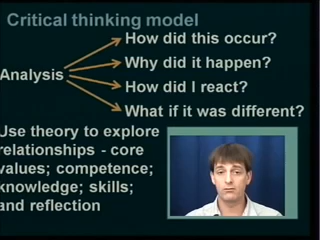 Critical thinking model
How did this occur?
Why did it happen?
Analysis
How did I react?
What if it was different?
Use theory to explore
relationships - core
values; competence;
knowledge; skills;
and reflection